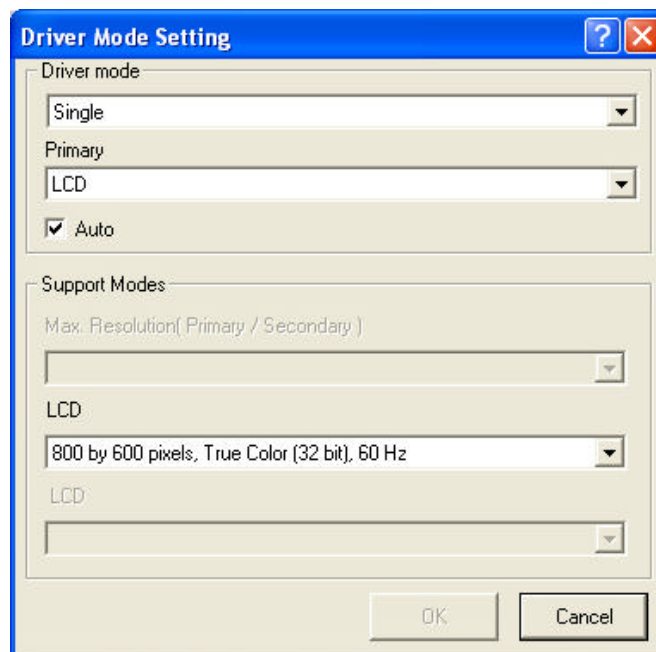 Driver Mode Setting
Driver mode
Single
Primary
LCD
Auto
Support Modes
Max. Resolution( Primary / Secondary )
LCD
800 by 600 pixels, True Color (32 bit), 60 Hz
LCD
OK
Cancel